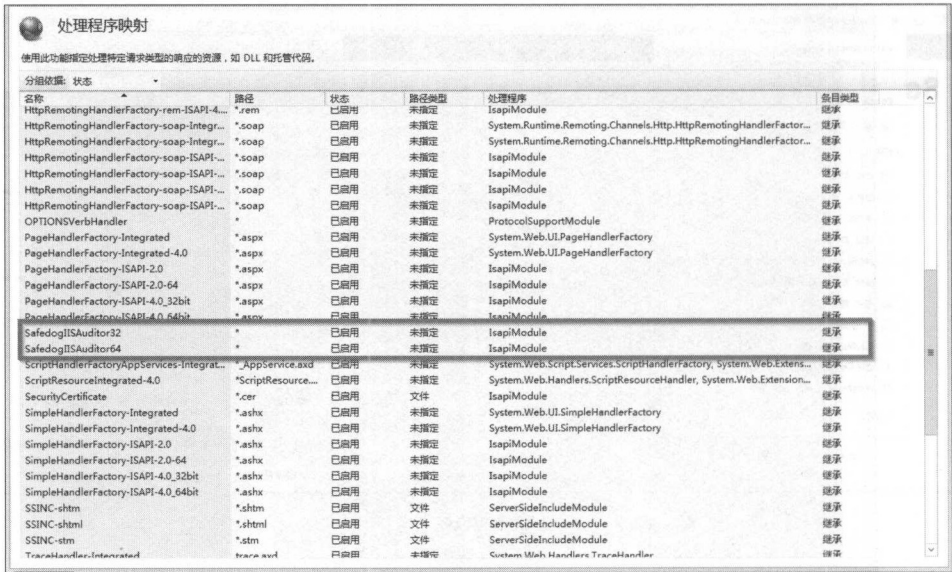 处理程序映射
使用此功能指定处理特定请求类型的响应的资源，如 DLL 和托管代码。
分组依据: 状态
名称 路径 状态 路径类型 处理程序 条目类型
HttpRemotingHandlerFactory-rem-ISAPI-4.... *.rem 已启用 未指定 IsapiModule 继承
HttpRemotingHandlerFactory-soap-Integr... *.soap 已启用 未指定 System.Runtime.Remoting.Channels.Http.HttpRemotingHandlerFactor... 继承
HttpRemotingHandlerFactory-soap-Integr... *.soap 已启用 未指定 System.Runtime.Remoting.Channels.Http.HttpRemotingHandlerFactor... 继承
HttpRemotingHandlerFactory-soap-ISAPI-... *.soap 已启用 未指定 IsapiModule 继承
HttpRemotingHandlerFactory-soap-ISAPI-... *.soap 已启用 未指定 IsapiModule 继承
HttpRemotingHandlerFactory-soap-ISAPI-... *.soap 已启用 未指定 IsapiModule 继承
HttpRemotingHandlerFactory-soap-ISAPI-... *.soap 已启用 未指定 IsapiModule 继承
OPTIONSVerbHandler * 已启用 未指定 ProtocolSupportModule 继承
PageHandlerFactory-Integrated *.aspx 已启用 未指定 System.Web.UI.PageHandlerFactory 继承
PageHandlerFactory-Integrated-4.0 *.aspx 已启用 未指定 System.Web.UI.PageHandlerFactory 继承
PageHandlerFactory-ISAPI-2.0 *.aspx 已启用 未指定 IsapiModule 继承
PageHandlerFactory-ISAPI-2.0-64 *.aspx 已启用 未指定 IsapiModule 继承
PageHandlerFactory-ISAPI-4.0_32bit *.aspx 已启用 未指定 IsapiModule 继承
PageHandlerFactory-ISAPI-4.0_64bit *.aspx 已启用 未指定 IsapiModule 继承
SafedogIISAuditor32 * 已启用 未指定 IsapiModule 继承
SafedogIISAuditor64 * 已启用 未指定 IsapiModule 继承
ScriptHandlerFactoryAppServices-Integrat... *_AppService.axd 已启用 未指定 System.Web.Script.Services.ScriptHandlerFactory, System.Web.Extens... 继承
ScriptResourceIntegrated-4.0 *ScriptResource.... 已启用 未指定 System.Web.Handlers.ScriptResourceHandler, System.Web.Extension... 继承
SecurityCertificate *.cer 已启用 文件 IsapiModule 继承
SimpleHandlerFactory-Integrated *.ashx 已启用 未指定 System.Web.UI.SimpleHandlerFactory 继承
SimpleHandlerFactory-Integrated-4.0 *.ashx 已启用 未指定 System.Web.UI.SimpleHandlerFactory 继承
SimpleHandlerFactory-ISAPI-2.0 *.ashx 已启用 未指定 IsapiModule 继承
SimpleHandlerFactory-ISAPI-2.0-64 *.ashx 已启用 未指定 IsapiModule 继承
SimpleHandlerFactory-ISAPI-4.0_32bit *.ashx 已启用 未指定 IsapiModule 继承
SimpleHandlerFactory-ISAPI-4.0_64bit *.ashx 已启用 未指定 IsapiModule 继承
SSINC-shtm *.shtm 已启用 文件 ServerSideIncludeModule 继承
SSINC-shtml *.shtml 已启用 文件 ServerSideIncludeModule 继承
SSINC-stm *.stm 已启用 文件 ServerSideIncludeModule 继承
TraceHandler-Integrated trace.axd 已启用 未指定 System.Web.Handlers.TraceHandler 继承